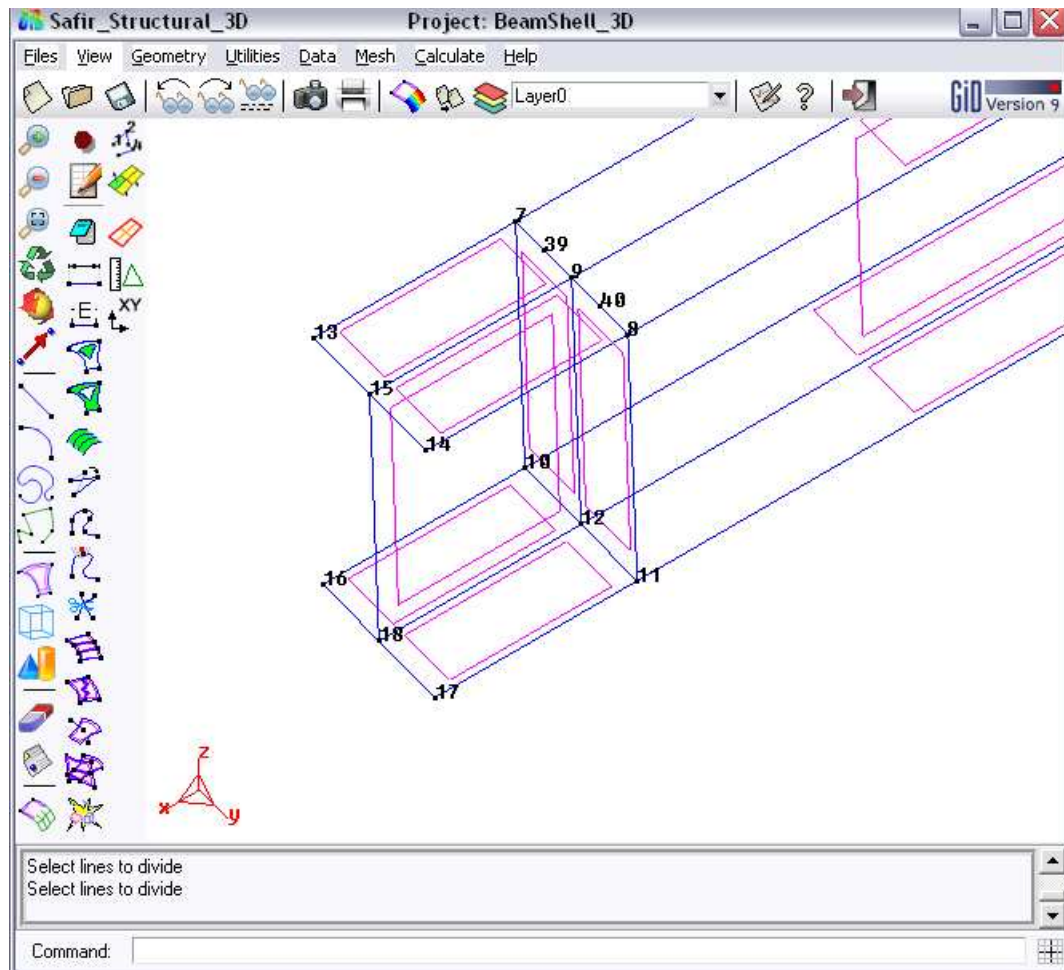 Safir_Structural_3D Project: BeamShell_3D
Files View Geometry Utilities Data Mesh Calculate Help
Layer0 ? GiD Version 9
2
7
39
9
40
8
13
15
14
10
12
16
11
18
17
E XY
z
x
y
Select lines to divide
Select lines to divide
Command: